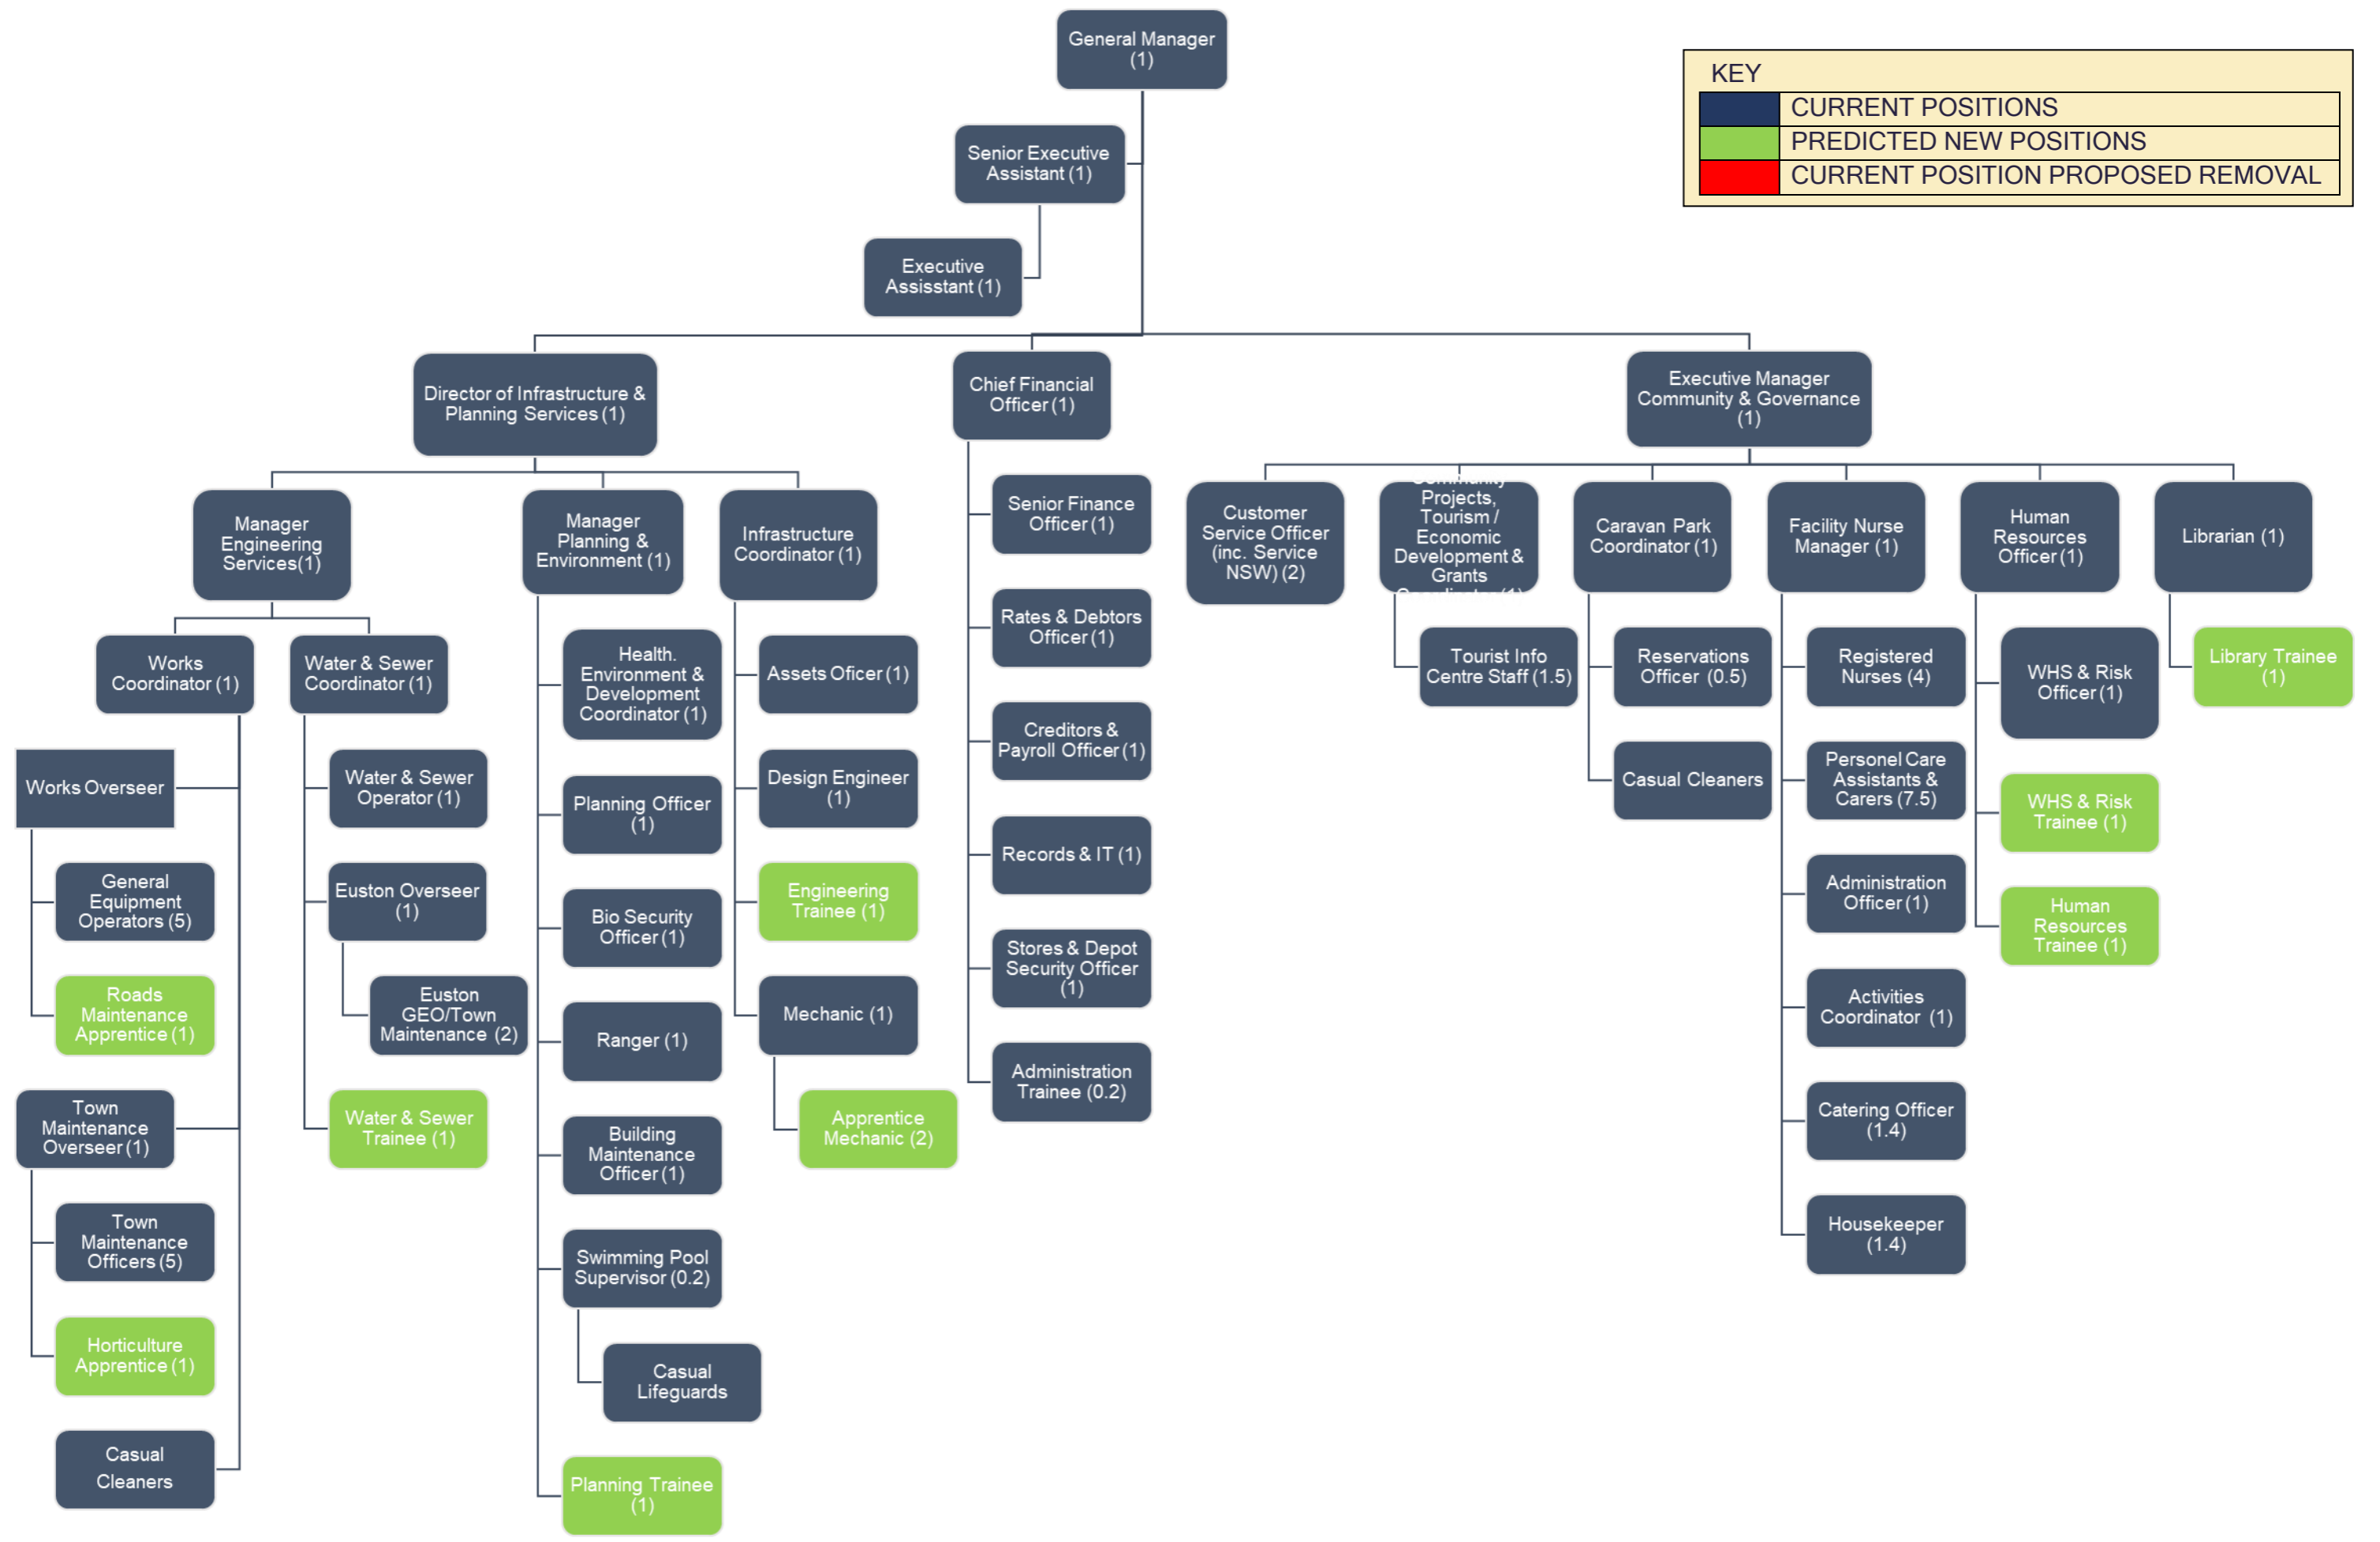 General Manager
(1)
KEY
CURRENT POSITIONS
PREDICTED NEW POSITIONS
CURRENT POSITION PROPOSED REMOVAL
Senior Executive
Assistant (1)
Executive
Assisstant (1)
Director of Infrastructure &
Planning Services (1)
Chief Financial
Officer (1)
Executive Manager
Community & Governance
(1)
Manager
Engineering
Services(1)
Works
Coordinator (1)
Works Overseer
General
Equipment
Operators (5)
Roads
Maintenance
Apprentice (1)
Town
Maintenance
Overseer (1)
Town
Maintenance
Officers (5)
Horticulture
Apprentice (1)
Casual
Cleaners
Water & Sewer
Coordinator (1)
Water & Sewer
Operator (1)
Euston Overseer
(1)
Euston
GEO/Town
Maintenance (2)
Water & Sewer
Trainee (1)
Manager
Planning &
Environment (1)
Health.
Environment &
Development
Coordinator (1)
Planning Officer
(1)
Bio Security
Officer (1)
Ranger (1)
Building
Maintenance
Officer (1)
Swimming Pool
Supervisor (0.2)
Casual
Lifeguards
Planning Trainee
(1)
Infrastructure
Coordinator (1)
Assets Oficer (1)
Design Engineer
(1)
Engineering
Trainee (1)
Mechanic (1)
Apprentice
Mechanic (2)
Senior Finance
Officer (1)
Rates & Debtors
Officer (1)
Creditors &
Payroll Officer (1)
Records & IT (1)
Stores & Depot
Security Officer
(1)
Administration
Trainee (0.2)
Customer
Service Officer
(inc. Service
NSW) (2)
Community
Projects,
Tourism /
Economic
Development &
Grants
Coordinator (1)
Tourist Info
Centre Staff (1.5)
Caravan Park
Coordinator (1)
Reservations
Officer (0.5)
Casual Cleaners
Facility Nurse
Manager (1)
Registered
Nurses (4)
Personel Care
Assistants &
Carers (7.5)
Administration
Officer (1)
Activities
Coordinator (1)
Catering Officer
(1.4)
Housekeeper
(1.4)
Human
Resources
Officer (1)
WHS & Risk
Officer (1)
WHS & Risk
Trainee (1)
Human
Resources
Trainee (1)
Librarian (1)
Library Trainee
(1)